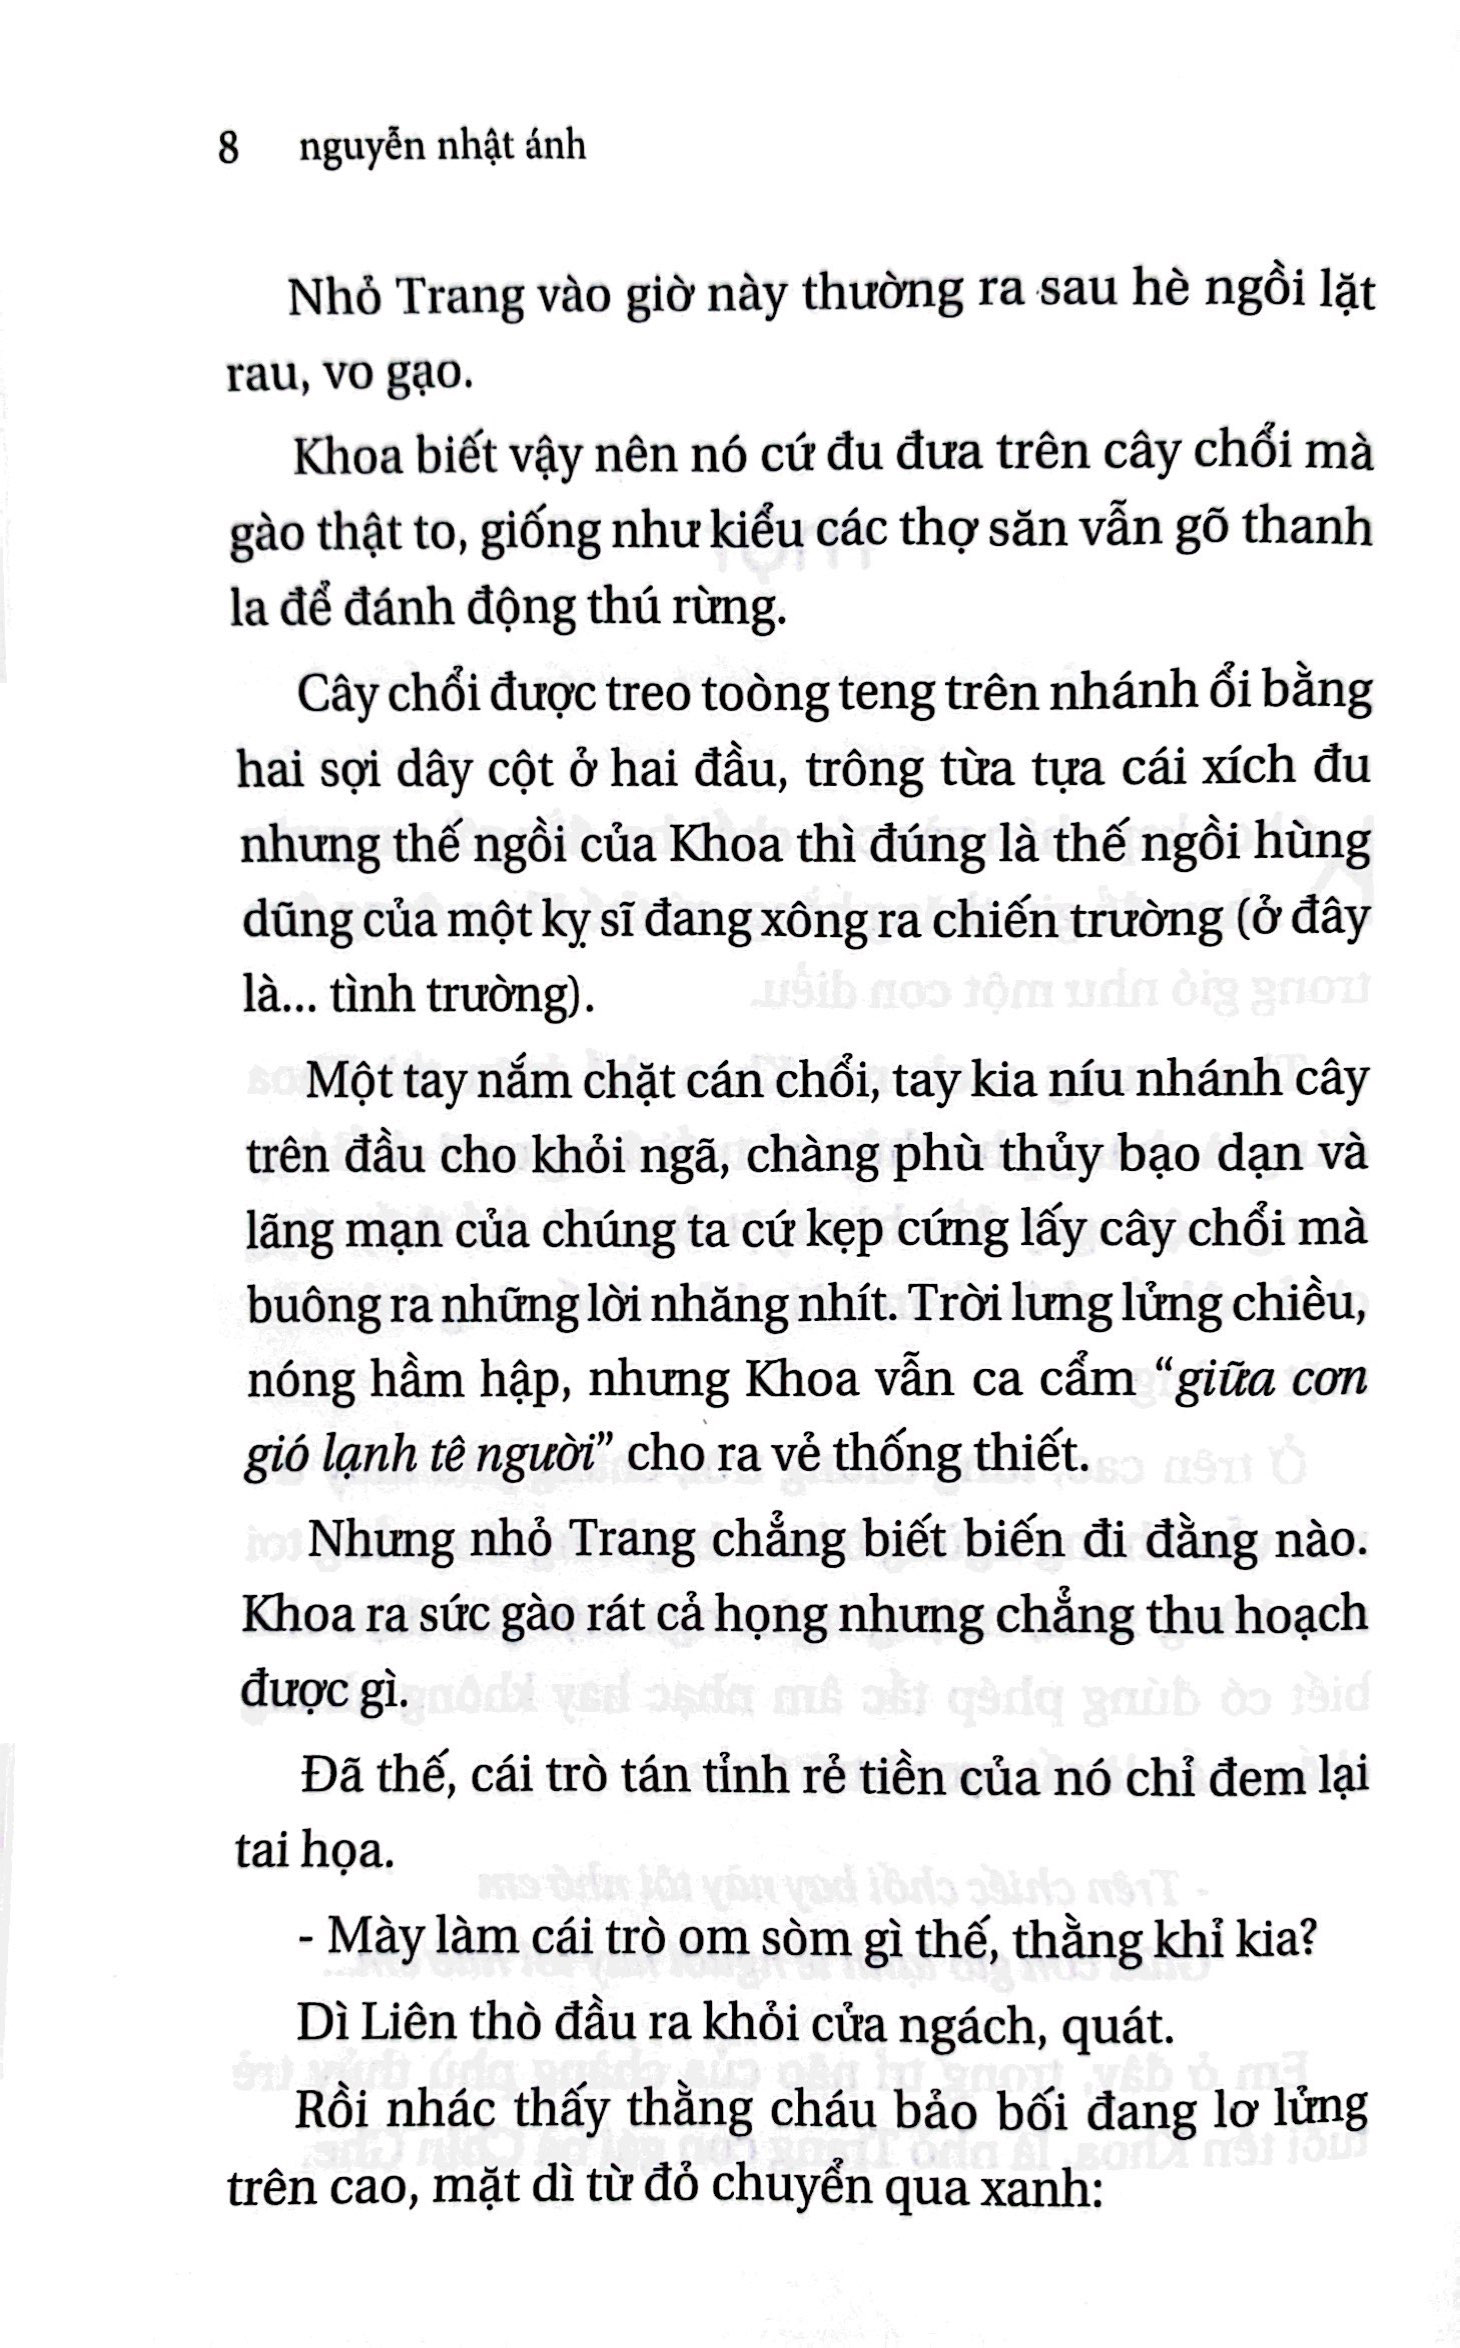 8 nguyễn nhật ánh
Nhỏ Trang vào giờ này thường ra sau hè ngồi lặt
rau, vo gạo.
Khoa biết vậy nên nó cứ đu đưa trên cây chổi mà
gào thật to, giống như kiểu các thợ săn vẫn gõ thanh
la để đánh động thú rừng.
Cây chổi được treo toòng teng trên nhánh ổi bằng
hai sợi dây cột ở hai đầu, trông từa tựa cái xích đu
nhưng thế ngồi của Khoa thì đúng là thế ngồi hùng
dũng của một kỵ sĩ đang xông ra chiến trường (ở đây
là... tình trường).
Một tay nắm chặt cán chổi, tay kia níu nhánh cây
trên đầu cho khỏi ngã, chàng phù thủy bạo dạn và
lãng mạn của chúng ta cứ kẹp cứng lấy cây chổi mà
buông ra những lời nhăng nhít. Trời lưng lửng chiều,
nóng hầm hập, nhưng Khoa vẫn ca cẩm “giữa cơn
gió lạnh tê người” cho ra vẻ thống thiết.
Nhưng nhỏ Trang chẳng biết biến đi đằng nào.
Khoa ra sức gào rát cả họng nhưng chẳng thu hoạch
được gì.
Đã thế, cái trò tán tỉnh rẻ tiền của nó chỉ đem lại
tai họa.
- Mày làm cái trò om sòm gì thế, thằng khỉ kia?
Dì Liên thò đầu ra khỏi cửa ngách, quát.
Rồi nhác thấy thằng cháu bảo bối đang lơ lửng
trên cao, mặt dì từ đỏ chuyển qua xanh: